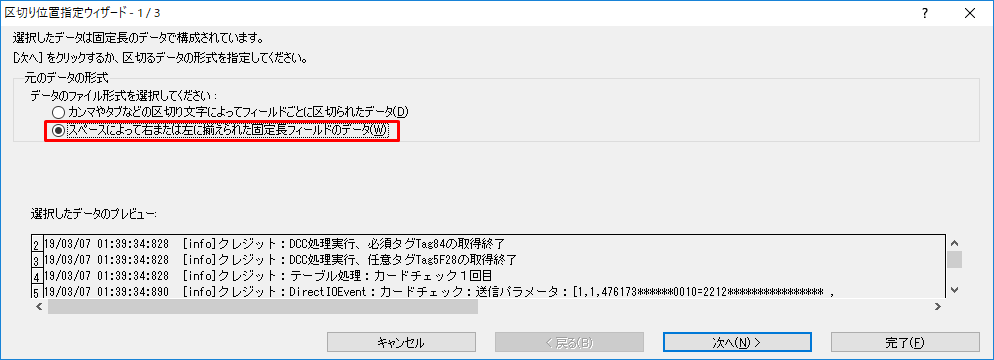 区切り位置指定ウィザード - 1 / 3
選択したデータは固定長のデータで構成されています。
[次へ] をクリックするか、区切るデータの形式を指定してください。
元のデータの形式
データのファイル形式を選択してください：
カンマやタブなどの区切り文字によってフィールドごとに区切られたデータ(D)
スペースによって右または左に揃えられた固定長フィールドのデータ(W)
選択したデータのプレビュー:
2 19/03/07 01:39:34:828 [info]クレジット：DCC処理実行、必須タグTag84の取得終了
3 19/03/07 01:39:34:828 [info]クレジット：DCC処理実行、任意タグTag5F28の取得終了
4 19/03/07 01:39:34:828 [info]クレジット：テーブル処理：カードチェック１回目
5 19/03/07 01:39:34:890 [info]クレジット：DirectIOEvent：カードチェック：送信パラメータ：[1,1,476173******0010=2212**************** ,
キャンセル < 戻る(B) 次へ(N) > 完了(F)